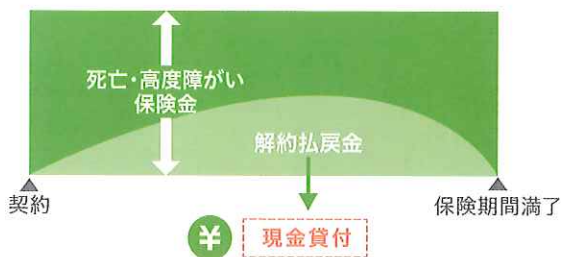 死亡・高度障がい
保険金
解約払戻金
契約
保険期間満了
¥
現金貸付